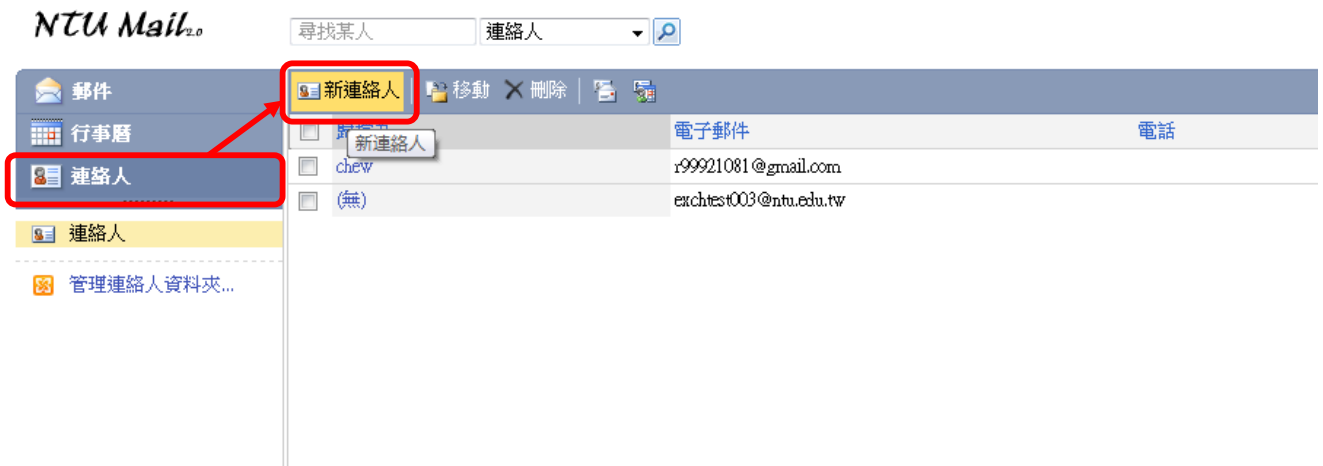 NTU Mail 2.0
尋找某人 連絡人
郵件
新連絡人 移動 刪除
行事曆
電子郵件 電話
新連絡人
連絡人
chew r99921081@gmail.com
(無) exchtest003@ntu.edu.tw
連絡人
管理連絡人資料夾...